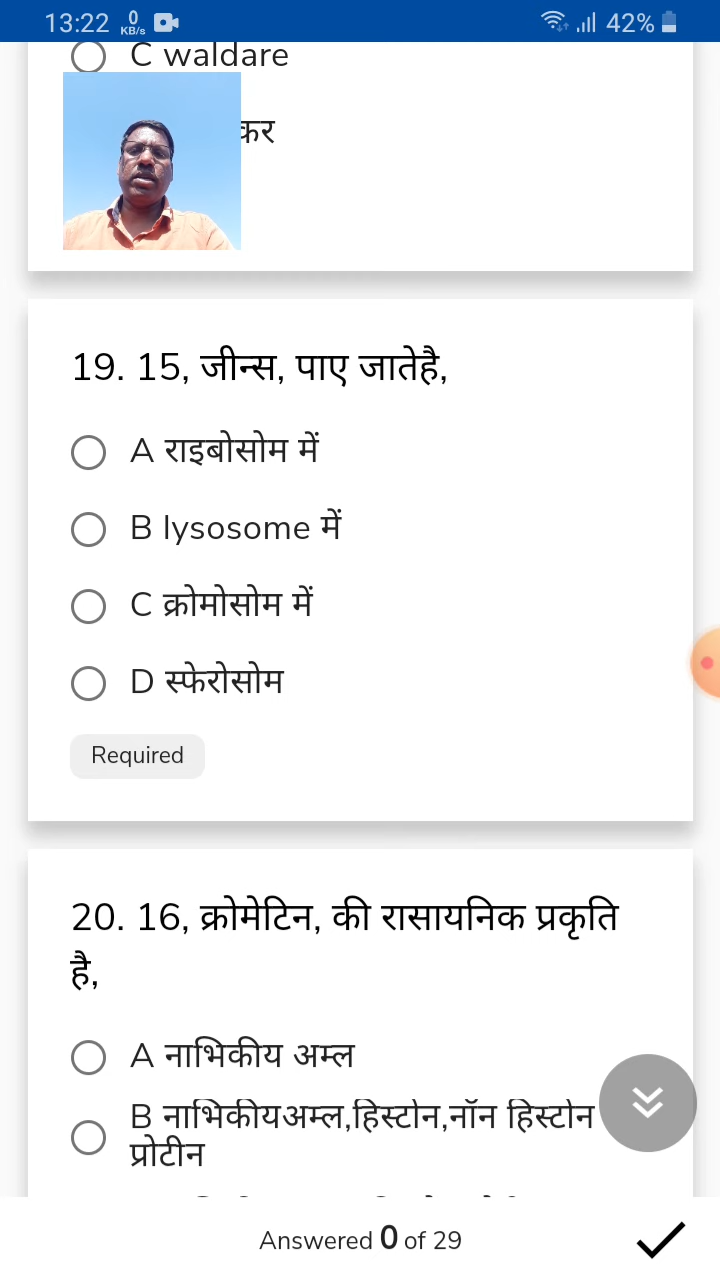 13:22 0 KB/s 42%
C waldare
कर
19. 15, जीन्स, पाए जातेहै,
A राइबोसोम में
B lysosome में
C क्रोमोसोम में
D स्फेरोसोम
Required
20. 16, क्रोमेटिन, की रासायनिक प्रकृति
है,
A नाभिकीय अम्ल
B नाभिकीयअम्ल,हिस्टोन,नॉन हिस्टोन
प्रोटीन
Answered 0 of 29